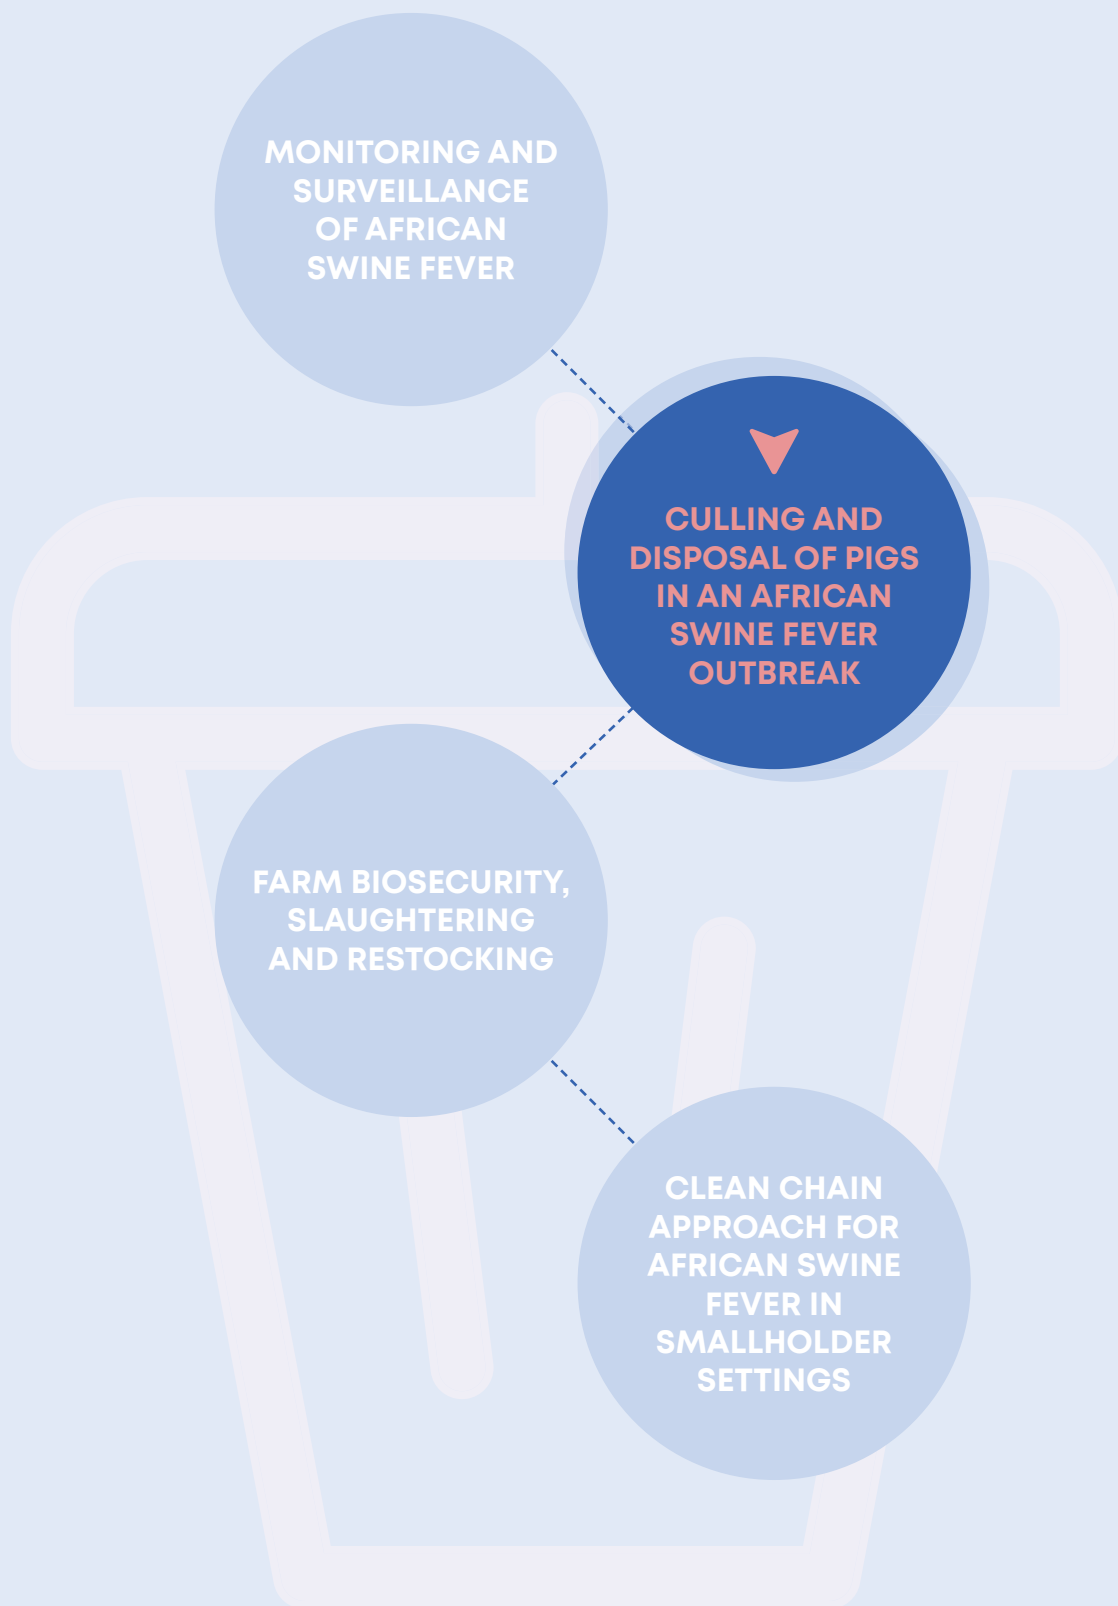 MONITORING AND
SURVEILLANCE
OF AFRICAN
SWINE FEVER
CULLING AND
DISPOSAL OF PIGS
IN AN AFRICAN
SWINE FEVER
OUTBREAK
FARM BIOSECURITY,
SLAUGHTERING
AND RESTOCKING
CLEAN CHAIN
APPROACH FOR
AFRICAN SWINE
FEVER IN
SMALLHOLDER
SETTINGS